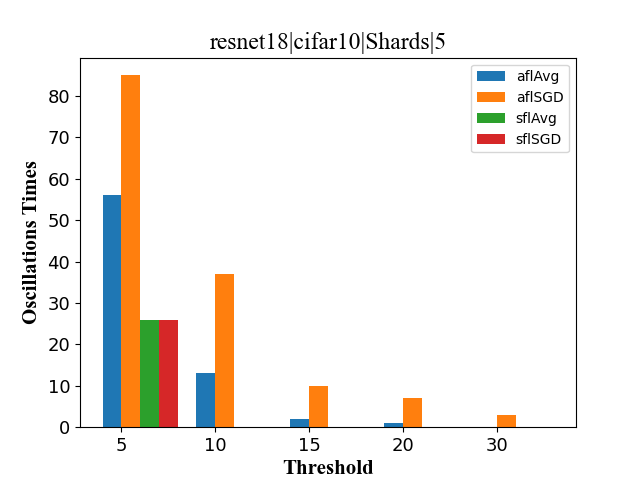 resnet18|cifar10|Shards|5
aflAvg
aflSGD
sflAvg
sflSGD
Oscillations Times
80
70
60
50
40
30
20
10
0
5 10 15 20 30
Threshold